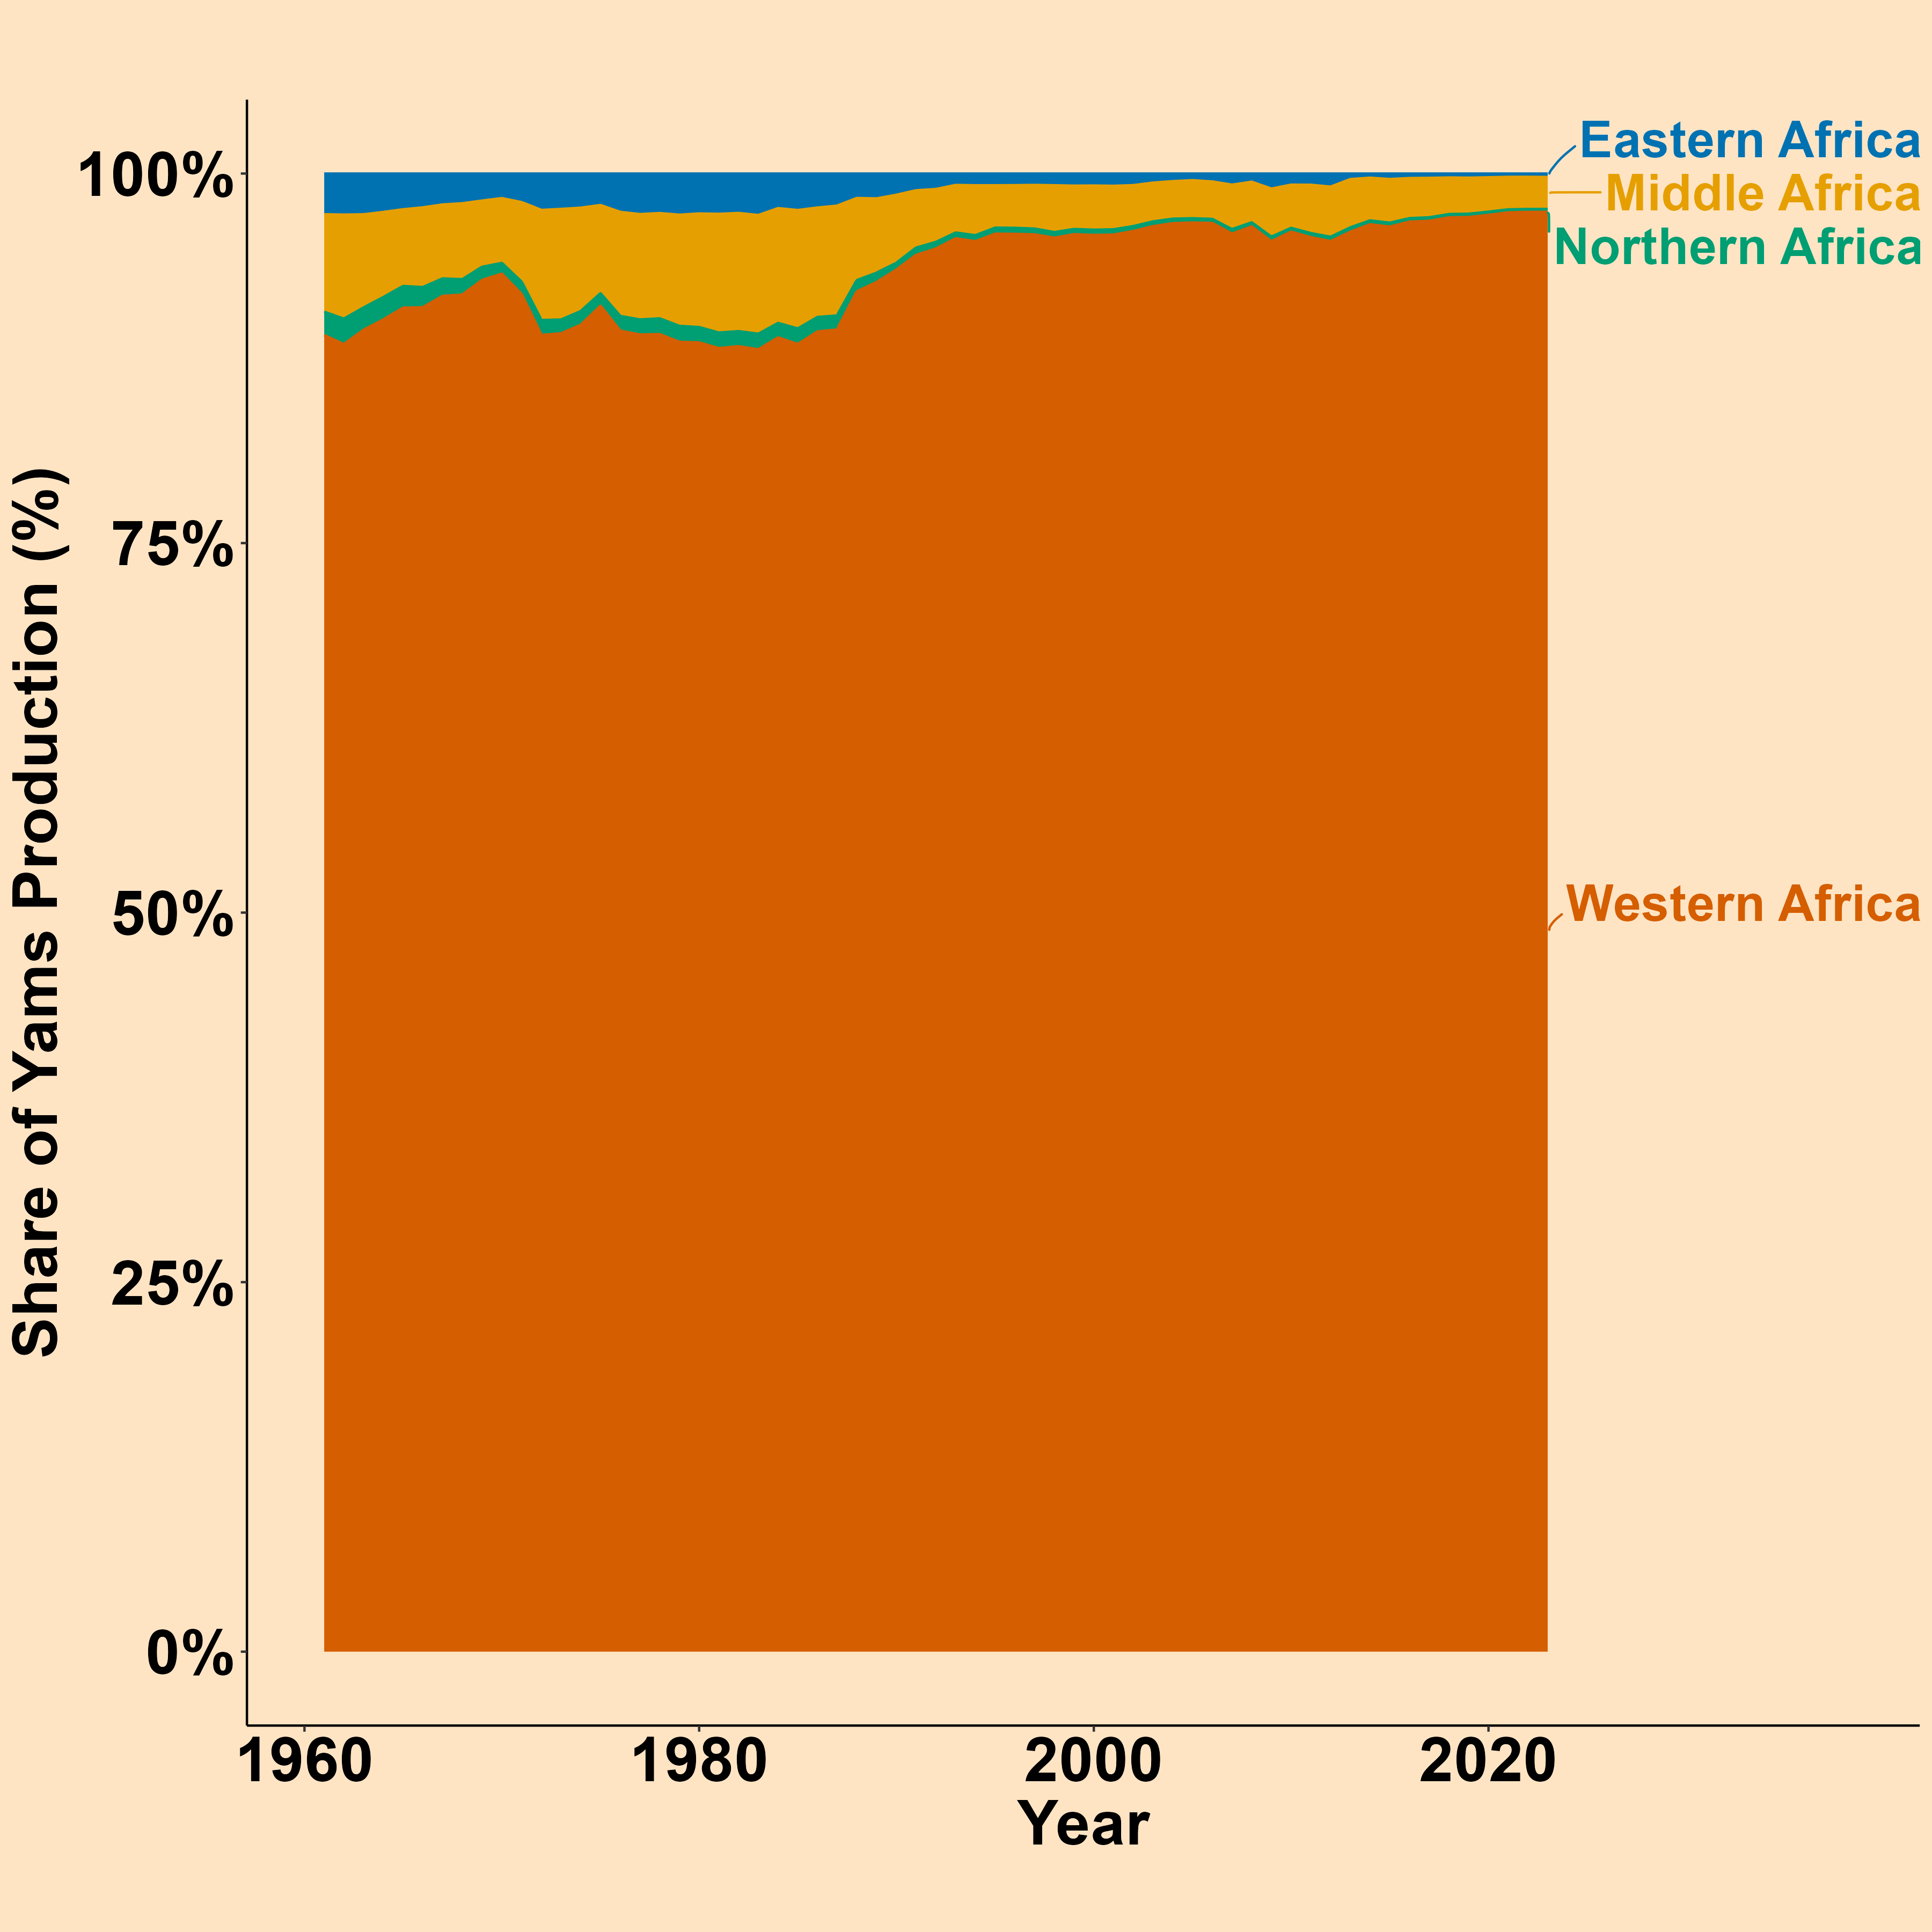 Share of Yams Production (%)
100%
75%
50%
25%
0%
1960
1980
2000
2020
Year
Eastern Africa
Middle Africa
Northern Africa
Western Africa